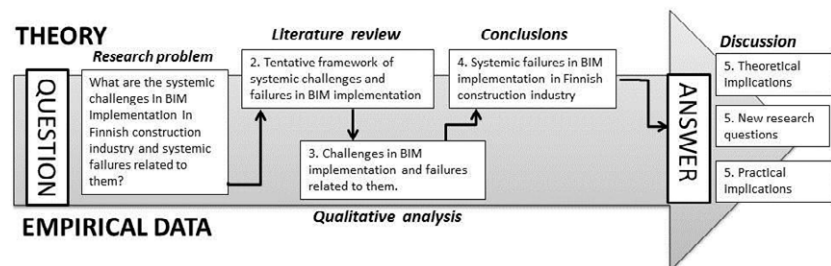 THEORY
Research problem
QUESTION
What are the systemic
challenges in BIM
Implementation In
Finnish construction
industry and systemic
failures related to
them?
Literature review
2. Tentative framework of
systemic challenges and
failures in BIM implementation
3. Challenges in BIM
implementation and failures
related to them.
Qualitative analysis
Conclusions
4. Systemic failures in BIM
implementation in Finnish
construction industry
ANSWER
Discussion
5. Theoretical
Implications
5. New research
questions
5. Practical
Implications
EMPIRICAL DATA